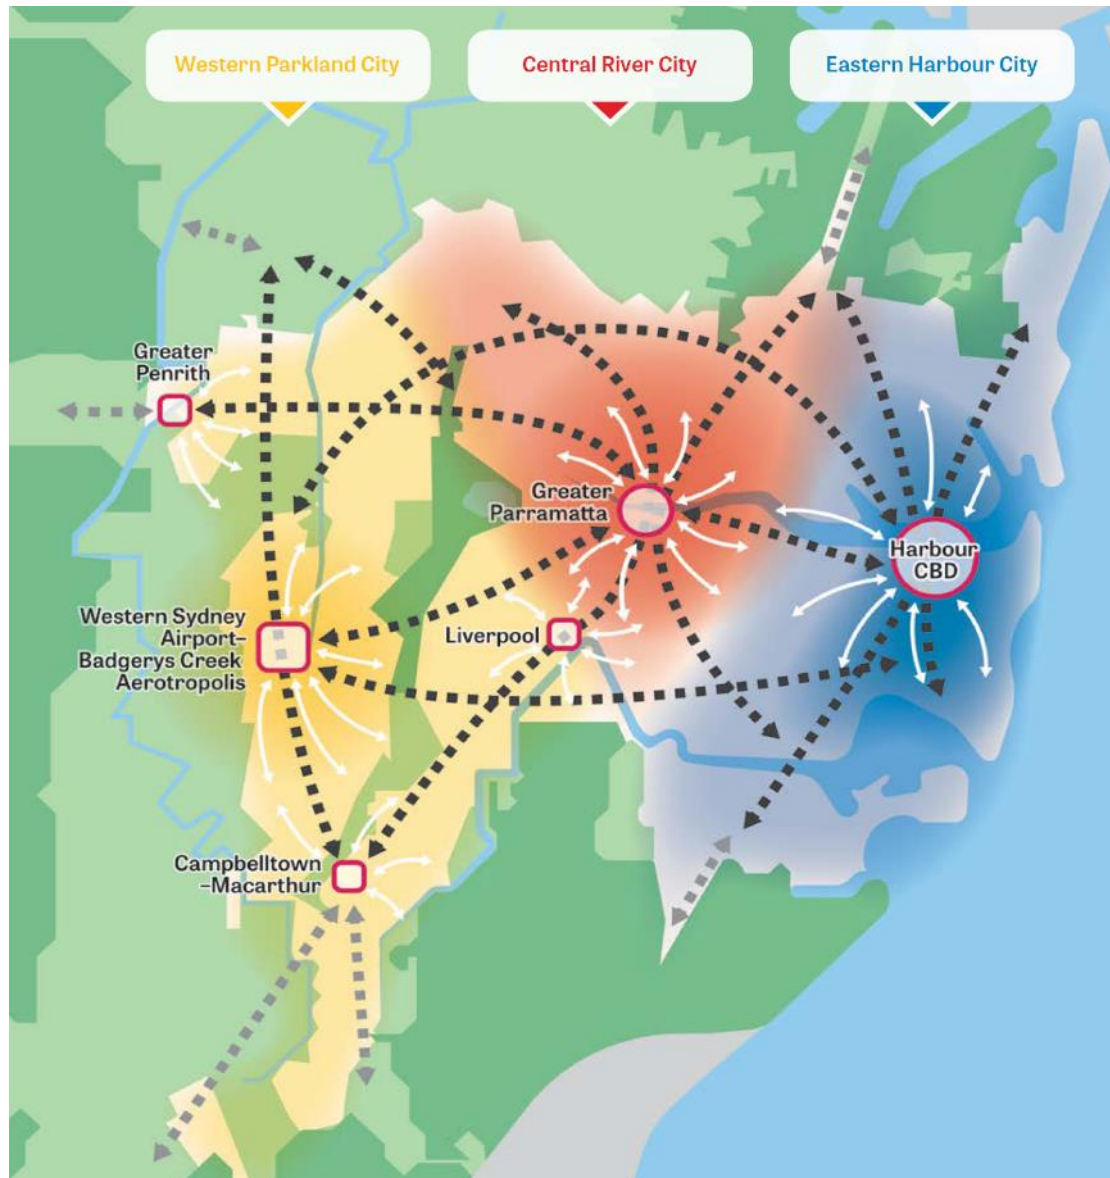 Western Parkland City
Central River City
Eastern Harbour City
Greater
Penrith
Greater
Parramatta
Harbour
CBD
Western Sydney
Airport–
Badgerys Creek
Aerotropolis
Liverpool
Campbelltown
–Macarthur